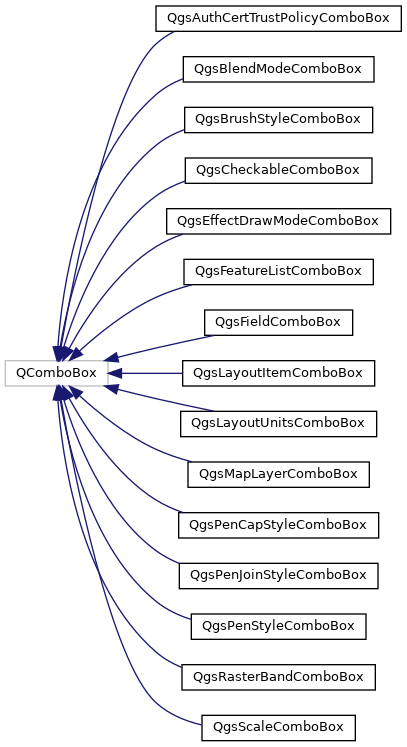 QgsAuthCertTrustPolicyComboBox
QgsBlendModeComboBox
QgsBrushStyleComboBox
QgsCheckableComboBox
QgsEffectDrawModeComboBox
QgsFeatureListComboBox
QgsFieldComboBox
QComboBox
QgsLayoutItemComboBox
QgsLayoutUnitsComboBox
QgsMapLayerComboBox
QgsPenCapStyleComboBox
QgsPenJoinStyleComboBox
QgsPenStyleComboBox
QgsRasterBandComboBox
QgsScaleComboBox